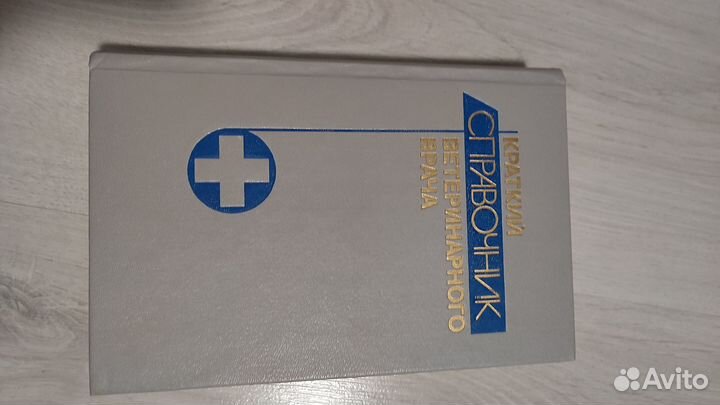 КРАТКИЙ
СПРАВОЧНИК
ВЕТЕРИНАРНОГО
ВРАЧА
Avito